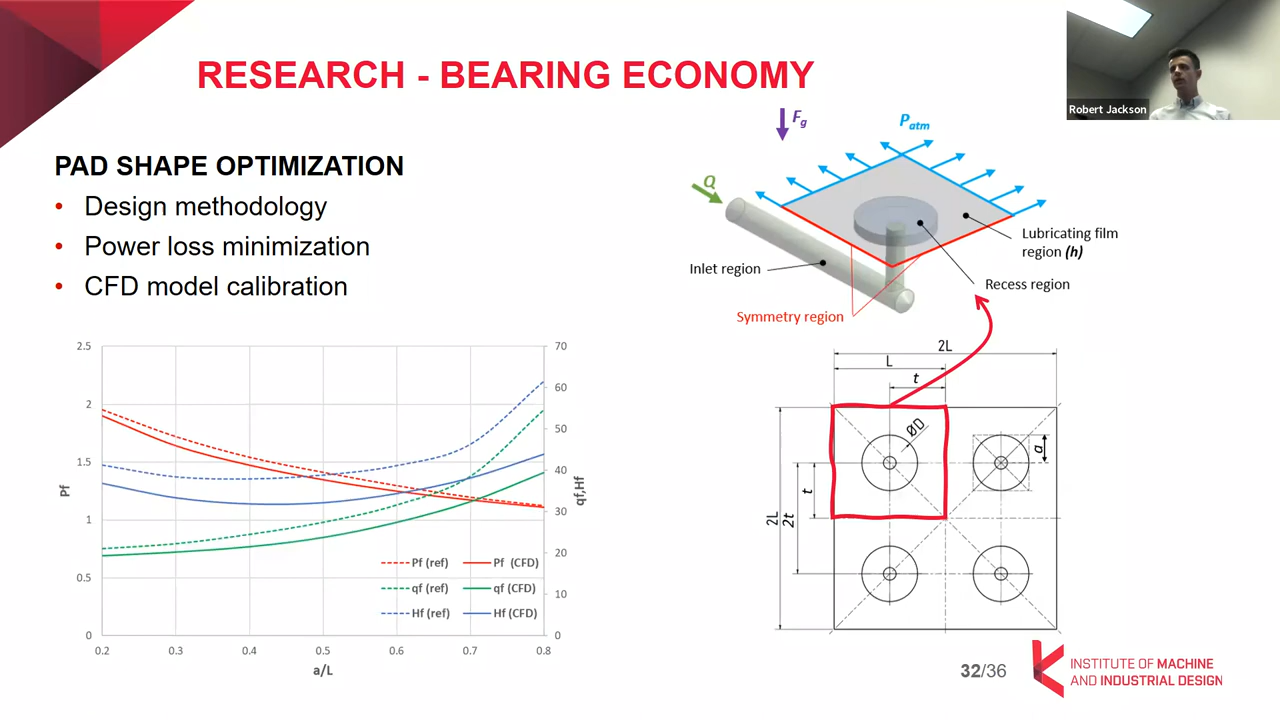 RESEARCH - BEARING ECONOMY
Robert Jackson
PAD SHAPE OPTIMIZATION
• Design methodology
• Power loss minimization
• CFD model calibration
Fg
Patm
Q
Lubricating film
region (h)
Inlet region
Recess region
Symmetry region
2.5
2
1.5
1
0.5
0
Pf
70
60
50
40
30
20
10
0
qf,Hf
Pf (ref)
Pf (CFD)
qf (ref)
qf (CFD)
Hf (ref)
Hf (CFD)
0.2
0.3
0.4
0.5
0.6
0.7
0.8
a/L
2L
L
t
ØD
a
t
2L
2t
32/36
INSTITUTE OF MACHINE
AND INDUSTRIAL DESIGN